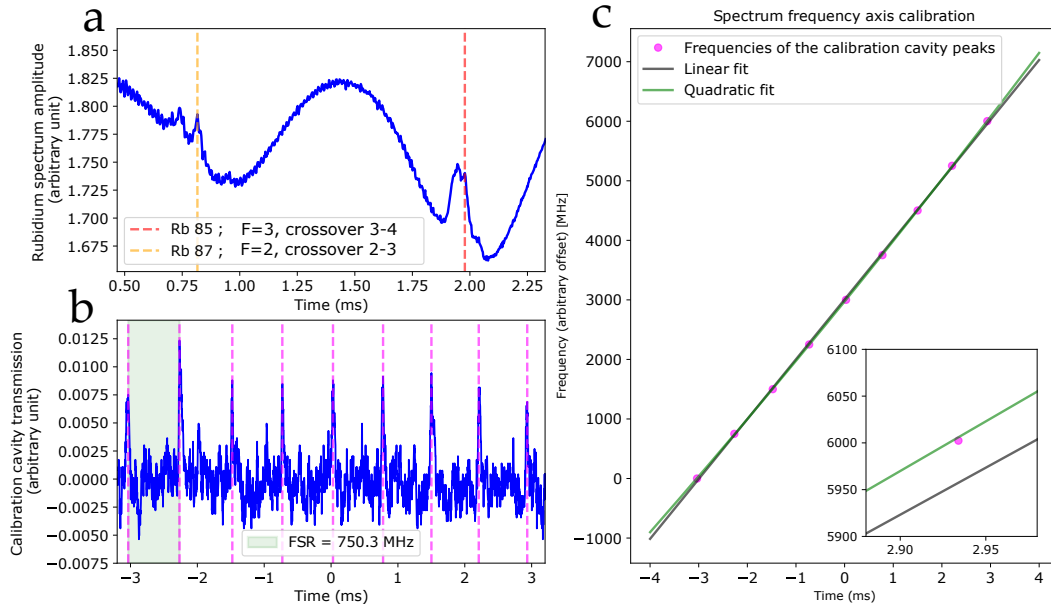 a
Rubidium spectrum amplitude
(arbitrary unit)
1.850
1.825
1.800
1.775
1.750
1.725
1.700
1.675
Rb 85 ; F=3, crossover 3-4
Rb 87 ; F=2, crossover 2-3
0.50 0.75 1.00 1.25 1.50 1.75 2.00 2.25
Time (ms)
b
Calibration cavity transmission
(arbitrary unit)
0.0125
0.0100
0.0075
0.0050
0.0025
0.0000
−0.0025
−0.0050
−0.0075
FSR = 750.3 MHz
−3 −2 −1 0 1 2 3
Time (ms)
c
Spectrum frequency axis calibration
Frequencies of the calibration cavity peaks
Linear fit
Quadratic fit
Frequency (arbitrary offset) [MHz]
7000
6000
5000
4000
3000
2000
1000
0
−1000
6100
6050
6000
5950
5900
2.90 2.95
−4 −3 −2 −1 0 1 2 3 4
Time (ms)